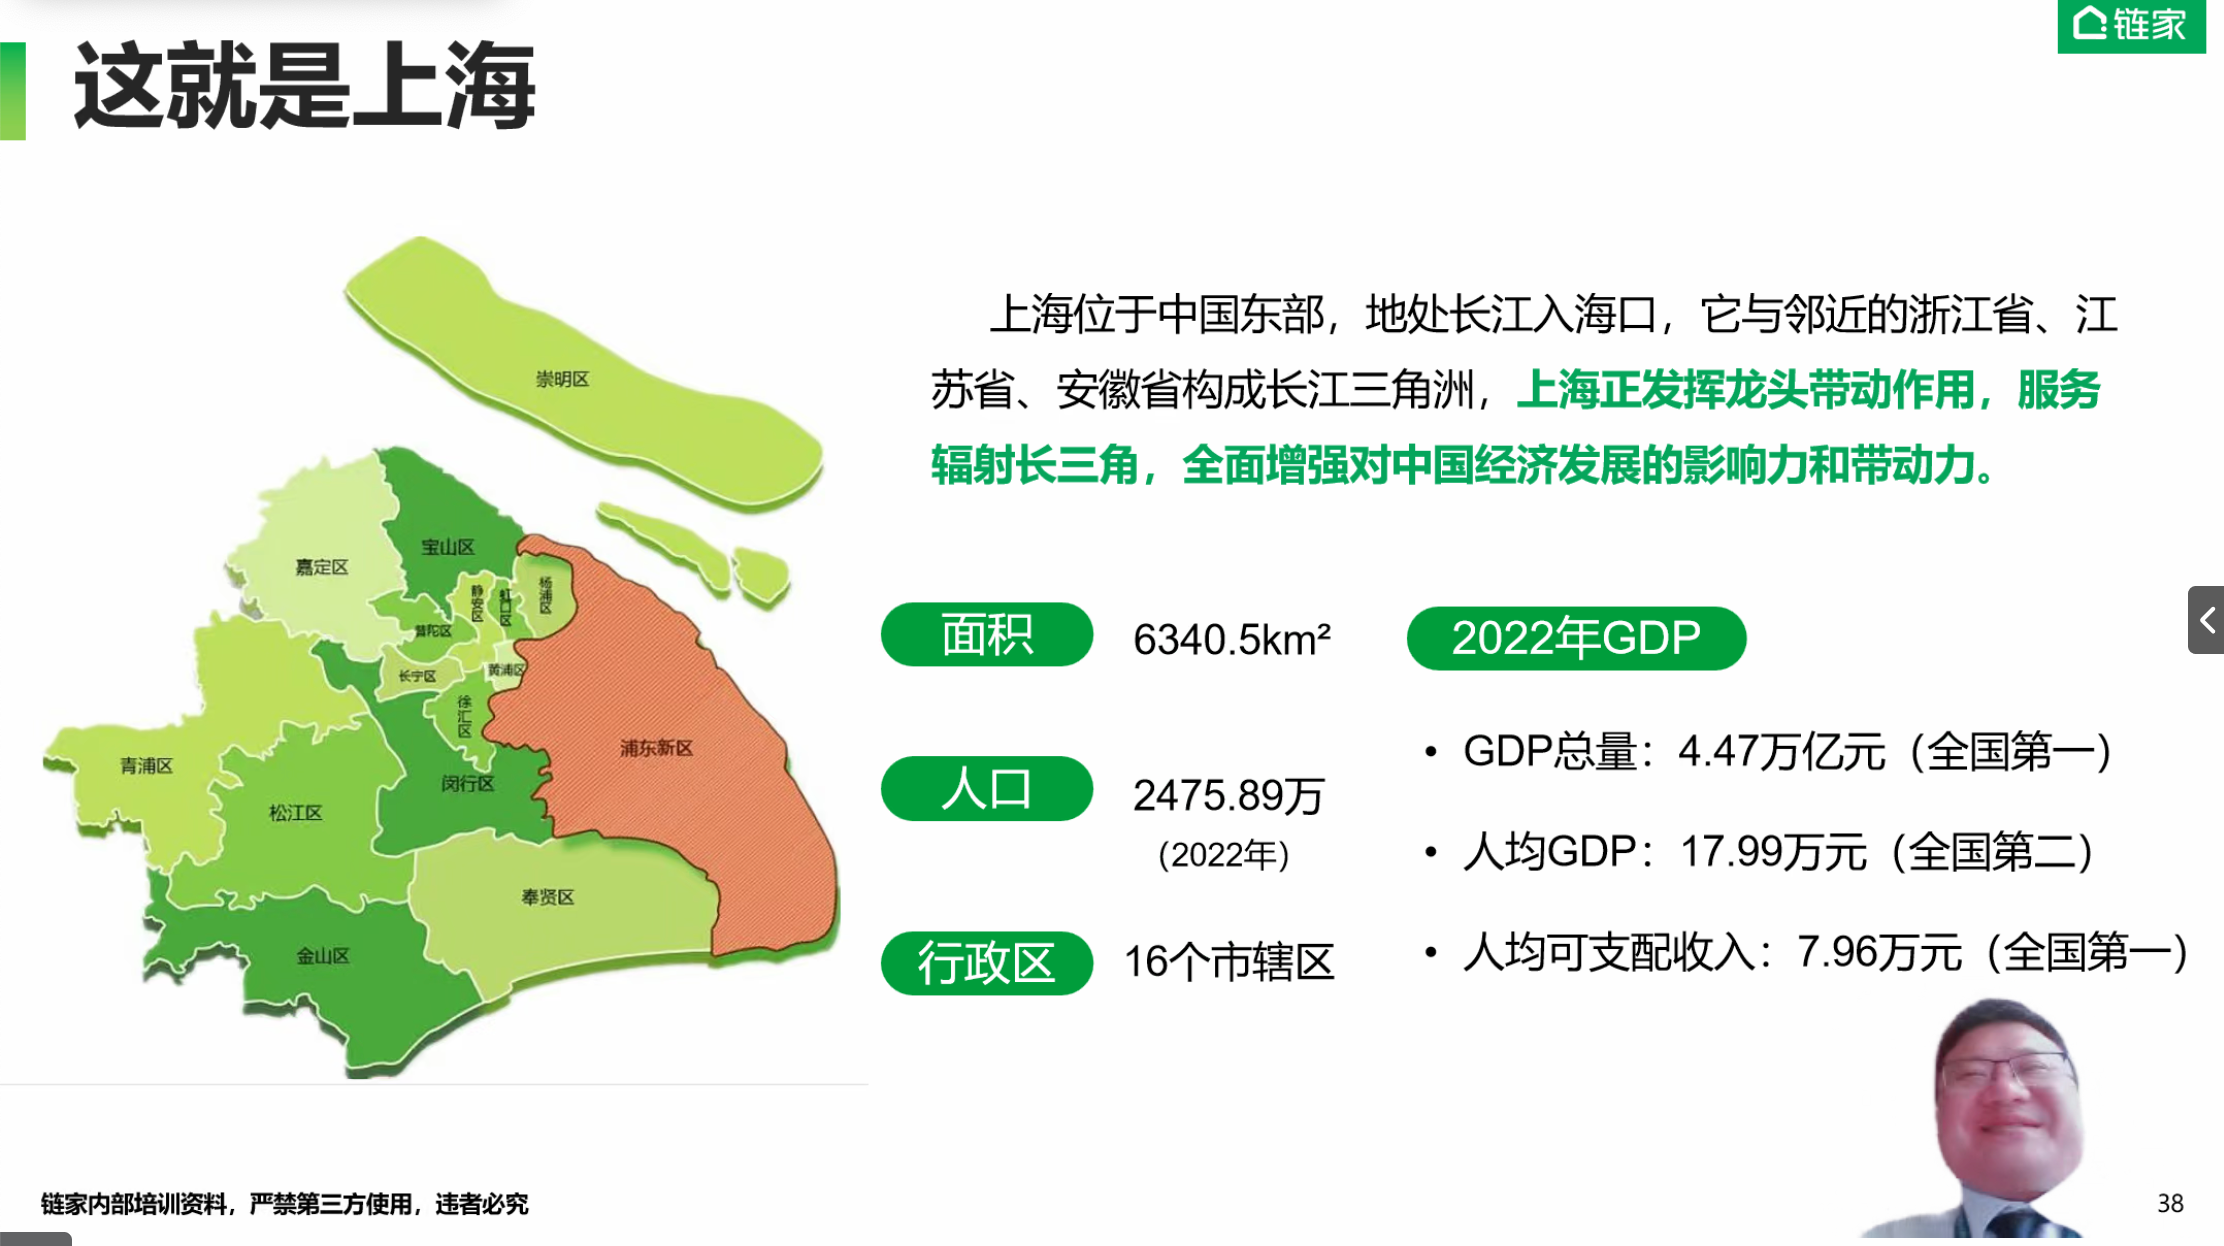 链家
这就是上海
上海位于中国东部，地处长江入海口，它与邻近的浙江省、江
苏省、安徽省构成长江三角洲，上海正发挥龙头带动作用，服务
辐射长三角，全面增强对中国经济发展的影响力和带动力。
崇明区
宝山区
嘉定区
杨浦区
静安区
虹口区
普陀区
黄浦区
长宁区
徐汇区
浦东新区
青浦区
闵行区
松江区
奉贤区
金山区
面积
6340.5km²
人口
2475.89万
（2022年）
行政区
16个市辖区
2022年GDP
• GDP总量：4.47万亿元（全国第一）
• 人均GDP：17.99万元（全国第二）
• 人均可支配收入：7.96万元（全国第一）
链家内部培训资料，严禁第三方使用，违者必究
38